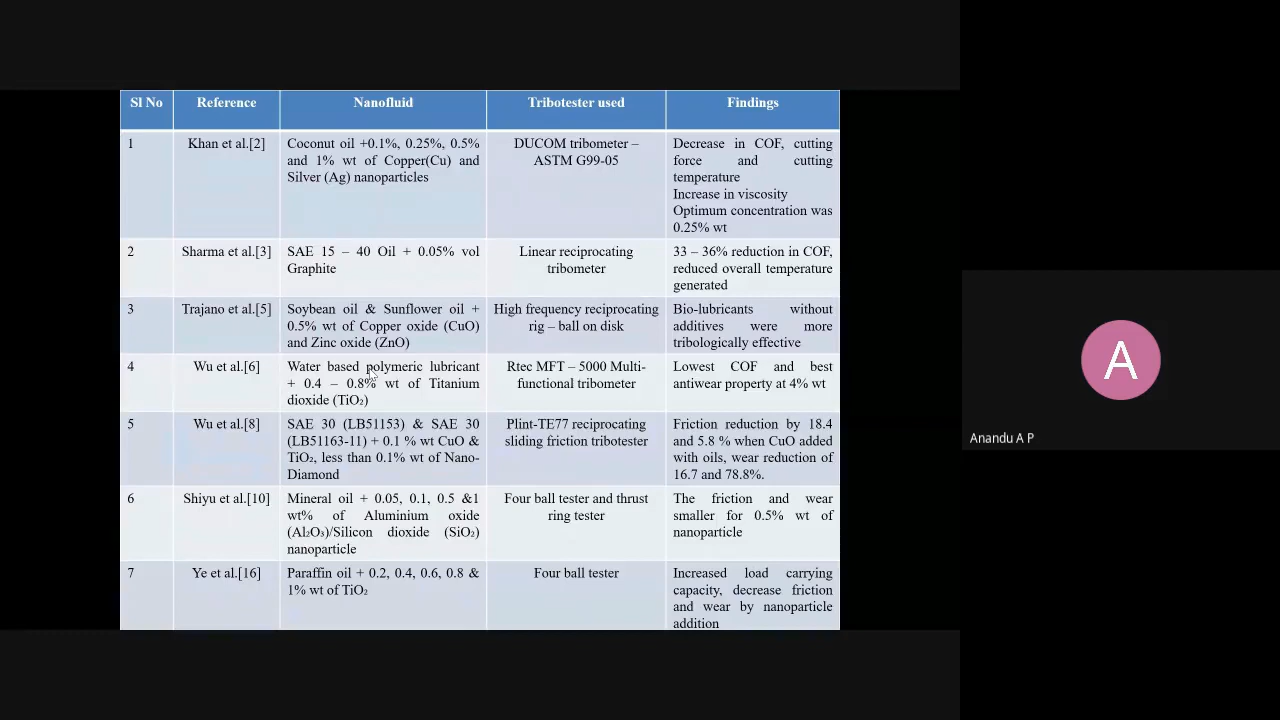 Sl No Reference Nanofluid Tribotester used Findings
1 Khan et al.[2] Coconut oil +0.1%, 0.25%, 0.5% DUCOM tribometer – Decrease in COF, cutting
and 1% wt of Copper(Cu) and ASTM G99-05 force and cutting
Silver (Ag) nanoparticles temperature
Increase in viscosity
Optimum concentration was
0.25% wt
2 Sharma et al.[3] SAE 15 – 40 Oil + 0.05% vol Linear reciprocating 33 – 36% reduction in COF,
Graphite tribometer reduced overall temperature
generated
3 Trajano et al.[5] Soybean oil & Sunflower oil + High frequency reciprocating Bio-lubricants without
0.5% wt of Copper oxide (CuO) rig – ball on disk additives were more
and Zinc oxide (ZnO) tribologically effective
4 Wu et al.[6] Water based polymeric lubricant Rtec MFT – 5000 Multi- Lowest COF and best
+ 0.4 – 0.8% wt of Titanium functional tribometer antiwear property at 4% wt
dioxide (TiO₂)
5 Wu et al.[8] SAE 30 (LB51153) & SAE 30 Plint-TE77 reciprocating Friction reduction by 18.4
(LB51163-11) + 0.1 % wt CuO & sliding friction tribotester and 5.8 % when CuO added
TiO₂, less than 0.1% wt of Nano- with oils, wear reduction of
Diamond 16.7 and 78.8%.
6 Shiyu et al.[10] Mineral oil + 0.05, 0.1, 0.5 &1 Four ball tester and thrust The friction and wear
wt% of Aluminium oxide ring tester smaller for 0.5% wt of
(Al₂O₃)/Silicon dioxide (SiO₂) nanoparticle
nanoparticle
7 Ye et al.[16] Paraffin oil + 0.2, 0.4, 0.6, 0.8 & Four ball tester Increased load carrying
1% wt of TiO₂ capacity, decrease friction
and wear by nanoparticle
addition
A
Anandu A P